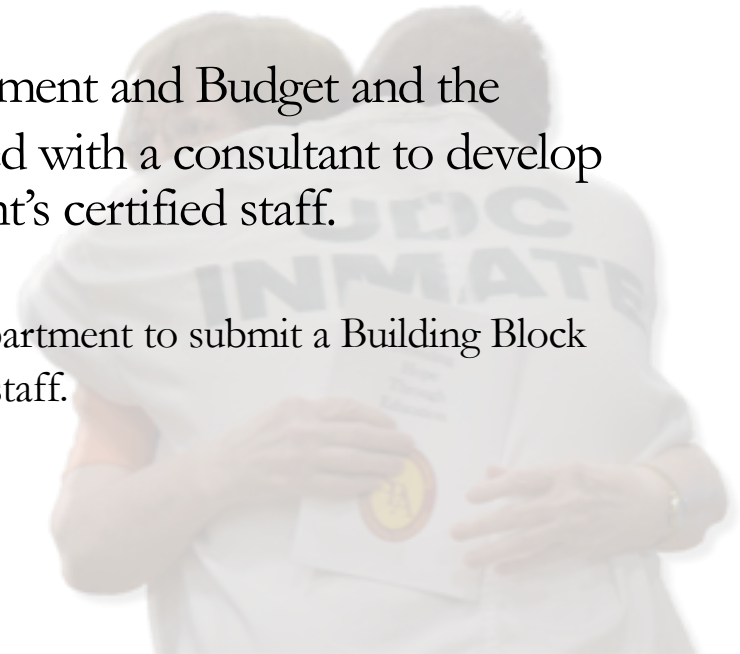 ment and Budget and the
d with a consultant to develop
nt’s certified staff.
UDC
INMATE
partment to submit a Building Block
staff.